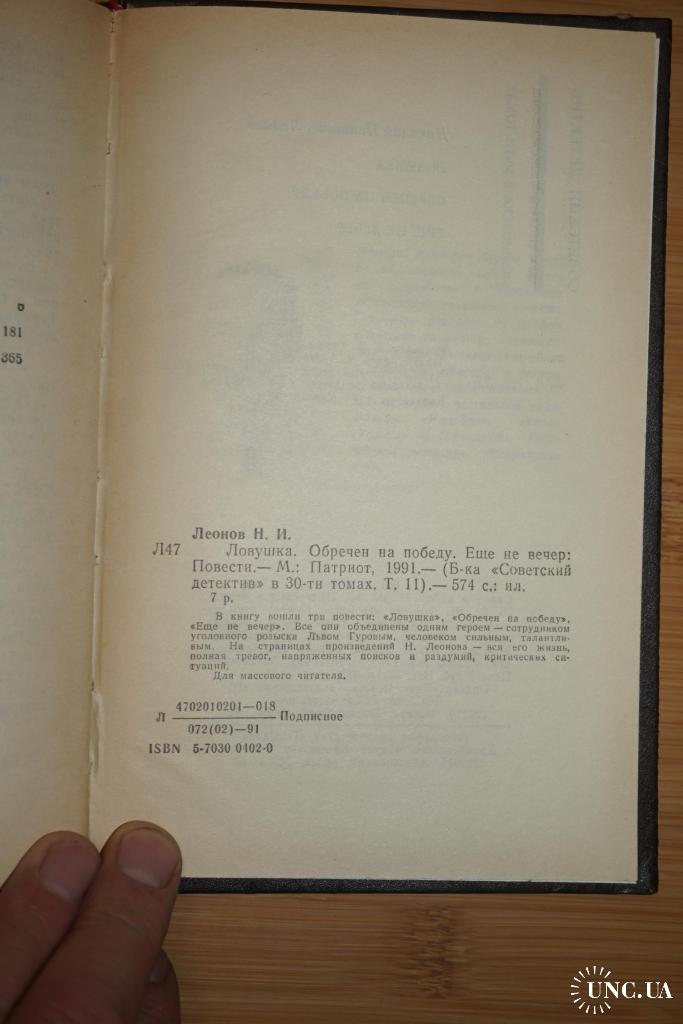 181
365
Леонов Н. И.
Л47 Ловушка. Обречен на победу. Еще не вечер:
Повести.— М.: Патриот, 1991.— (Б-ка «Советский
детектив» в 30-ти томах. Т. 11).— 574 с.: ил.
7 р.
В книгу вошли три повести: «Ловушка», «Обречен на победу»,
«Еще не вечер». Все они объединены одним героем — сотрудником
уголовного розыска Львом Гуровым, человеком сильным, талантли-
вым. На страницах произведений Н. Леонова — вся его жизнь,
полная тревог, напряженных поисков и раздумий, критических си-
туаций.
Для массового читателя.
4702010201—018
Л Подписное
072(02)—91
ISBN 5-7030 0402-0
UNC.UA